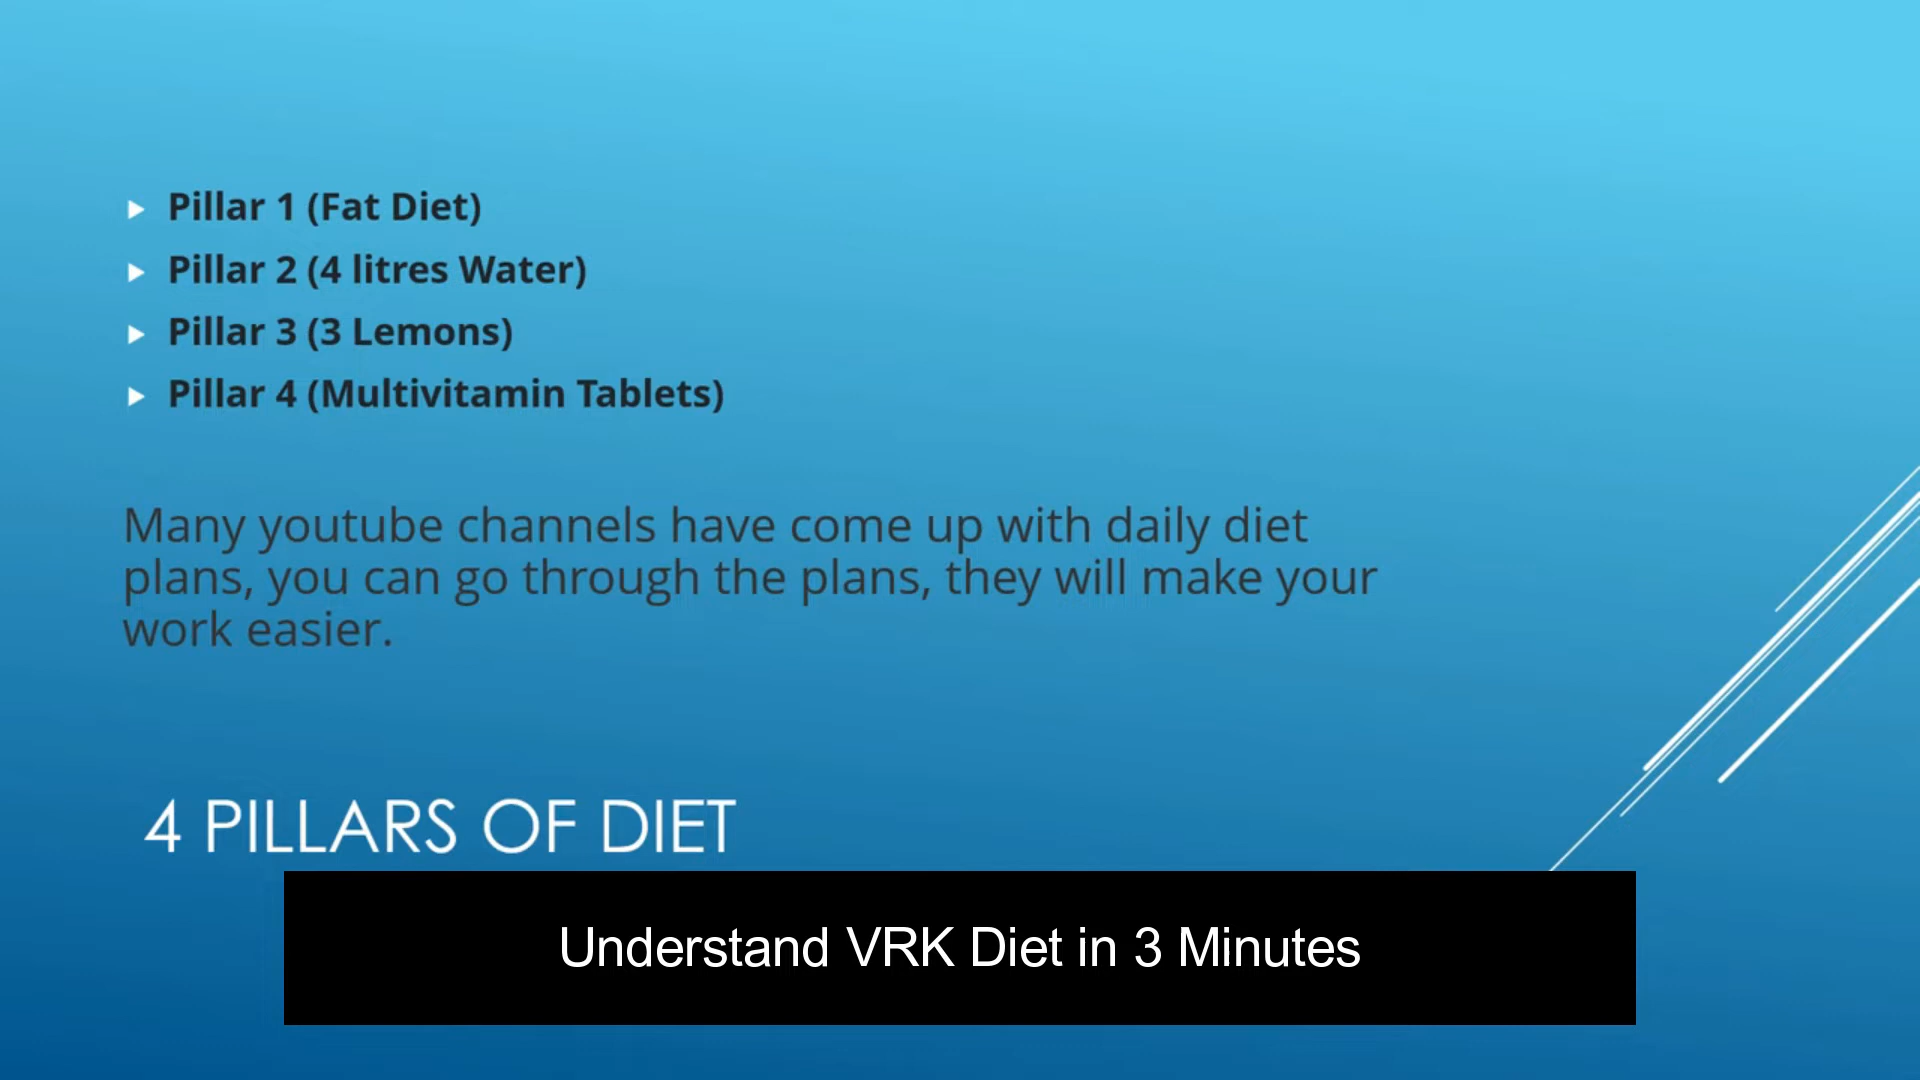 Pillar 1 (Fat Diet)
Pillar 2 (4 litres Water)
Pillar 3 (3 Lemons)
Pillar 4 (Multivitamin Tablets)
Many youtube channels have come up with daily diet
plans, you can go through the plans, they will make your
work easier.
4 PILLARS OF DIET
Understand VRK Diet in 3 Minutes